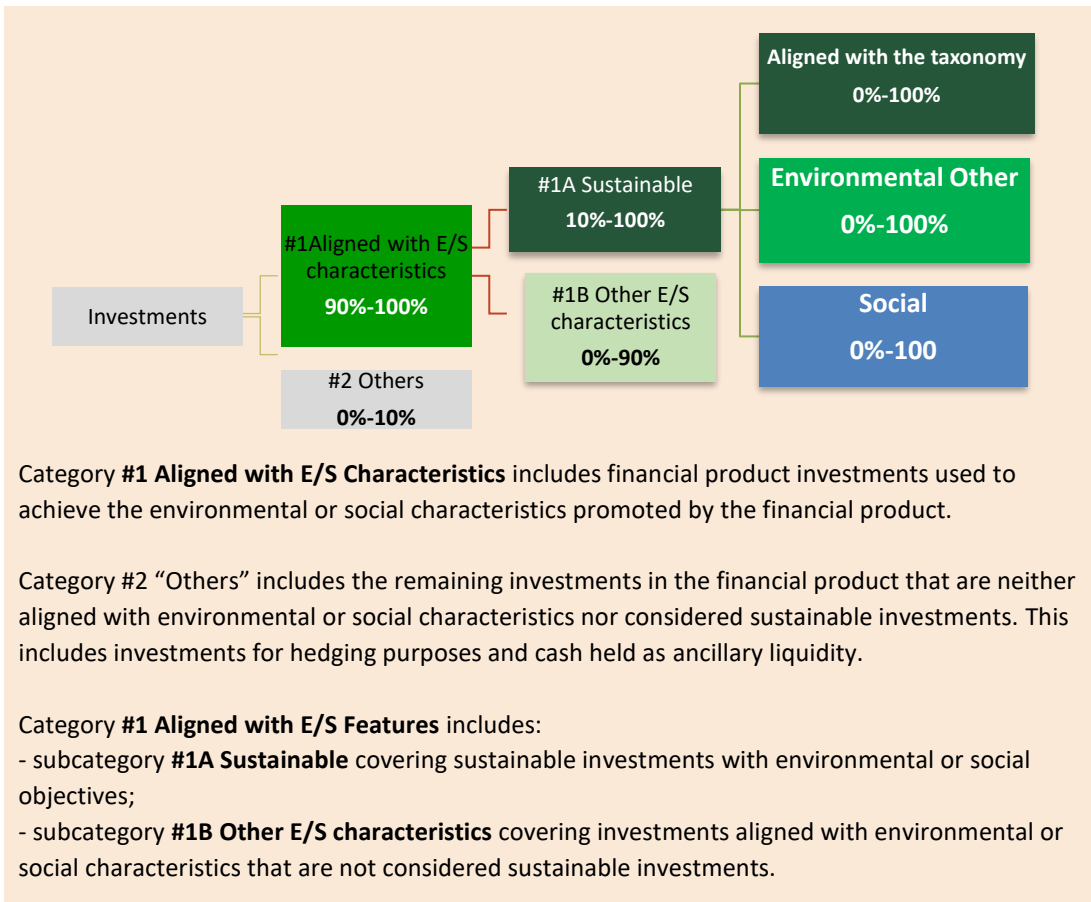 Aligned with the taxonomy
0%-100%
#1A Sustainable
10%-100%
Environmental Other
0%-100%
#1Aligned with E/S
characteristics
90%-100%
#1B Other E/S
characteristics
0%-90%
Investments
Social
0%-100
#2 Others
0%-10%
Category #1 Aligned with E/S Characteristics includes financial product investments used to
achieve the environmental or social characteristics promoted by the financial product.
Category #2 “Others” includes the remaining investments in the financial product that are neither
aligned with environmental or social characteristics nor considered sustainable investments. This
includes investments for hedging purposes and cash held as ancillary liquidity.
Category #1 Aligned with E/S Features includes:
- subcategory #1A Sustainable covering sustainable investments with environmental or social
objectives;
- subcategory #1B Other E/S characteristics covering investments aligned with environmental or
social characteristics that are not considered sustainable investments.